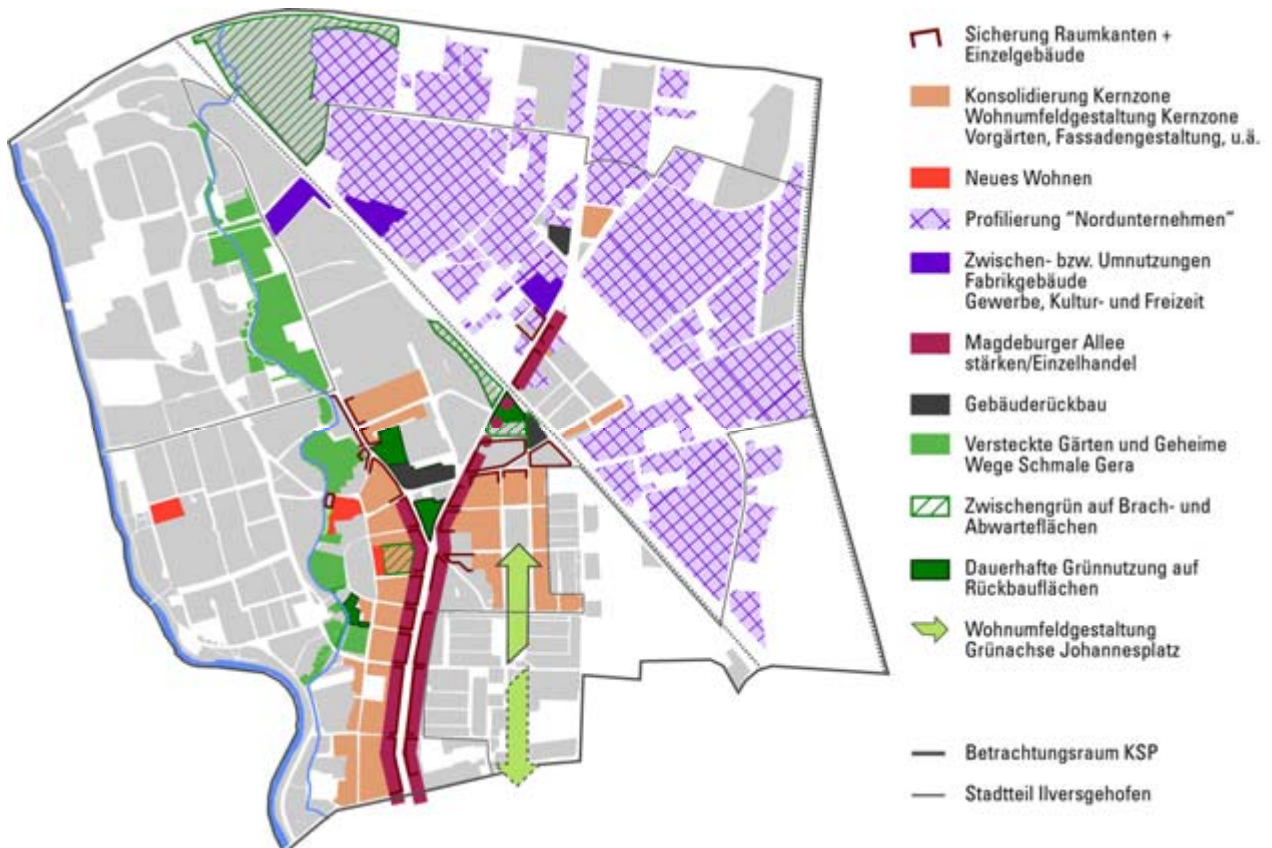 Sicherung Raumkanten +
Einzelgebäude
Konsolidierung Kernzone
Wohnumfeldgestaltung Kernzone
Vorgärten, Fassadengestaltung, u.ä.
Neues Wohnen
Profilierung "Nordunternehmen"
Zwischen- bzw. Umnutzungen
Fabrikgebäude
Gewerbe, Kultur- und Freizeit
Magdeburger Allee
stärken/Einzelhandel
Gebäuderückbau
Versteckte Gärten und Geheime
Wege Schmale Gera
Zwischengrün auf Brach- und
Abwarteflächen
Dauerhafte Grünnutzung auf
Rückbauflächen
Wohnumfeldgestaltung
Grünachse Johannesplatz
Betrachtungsraum KSP
Stadtteil Ilversgehofen